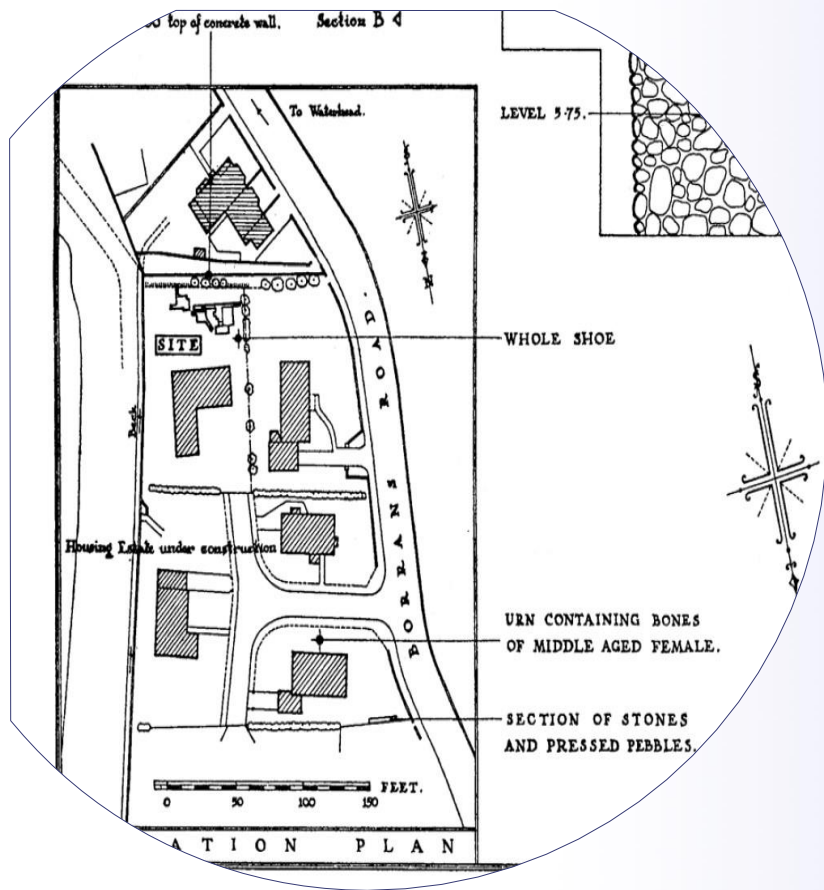 top of concrete wall.
Section B
To Waterhead.
LEVEL 5·75.
S
N
WHOLE SHOE
SITE
BORRANS ROAD.
Beck
Housing Estate under construction
URN CONTAINING BONES
OF MIDDLE AGED FEMALE.
SECTION OF STONES
AND PRESSED PEBBLES.
FEET.
0 50 100 150
ATION PLAN